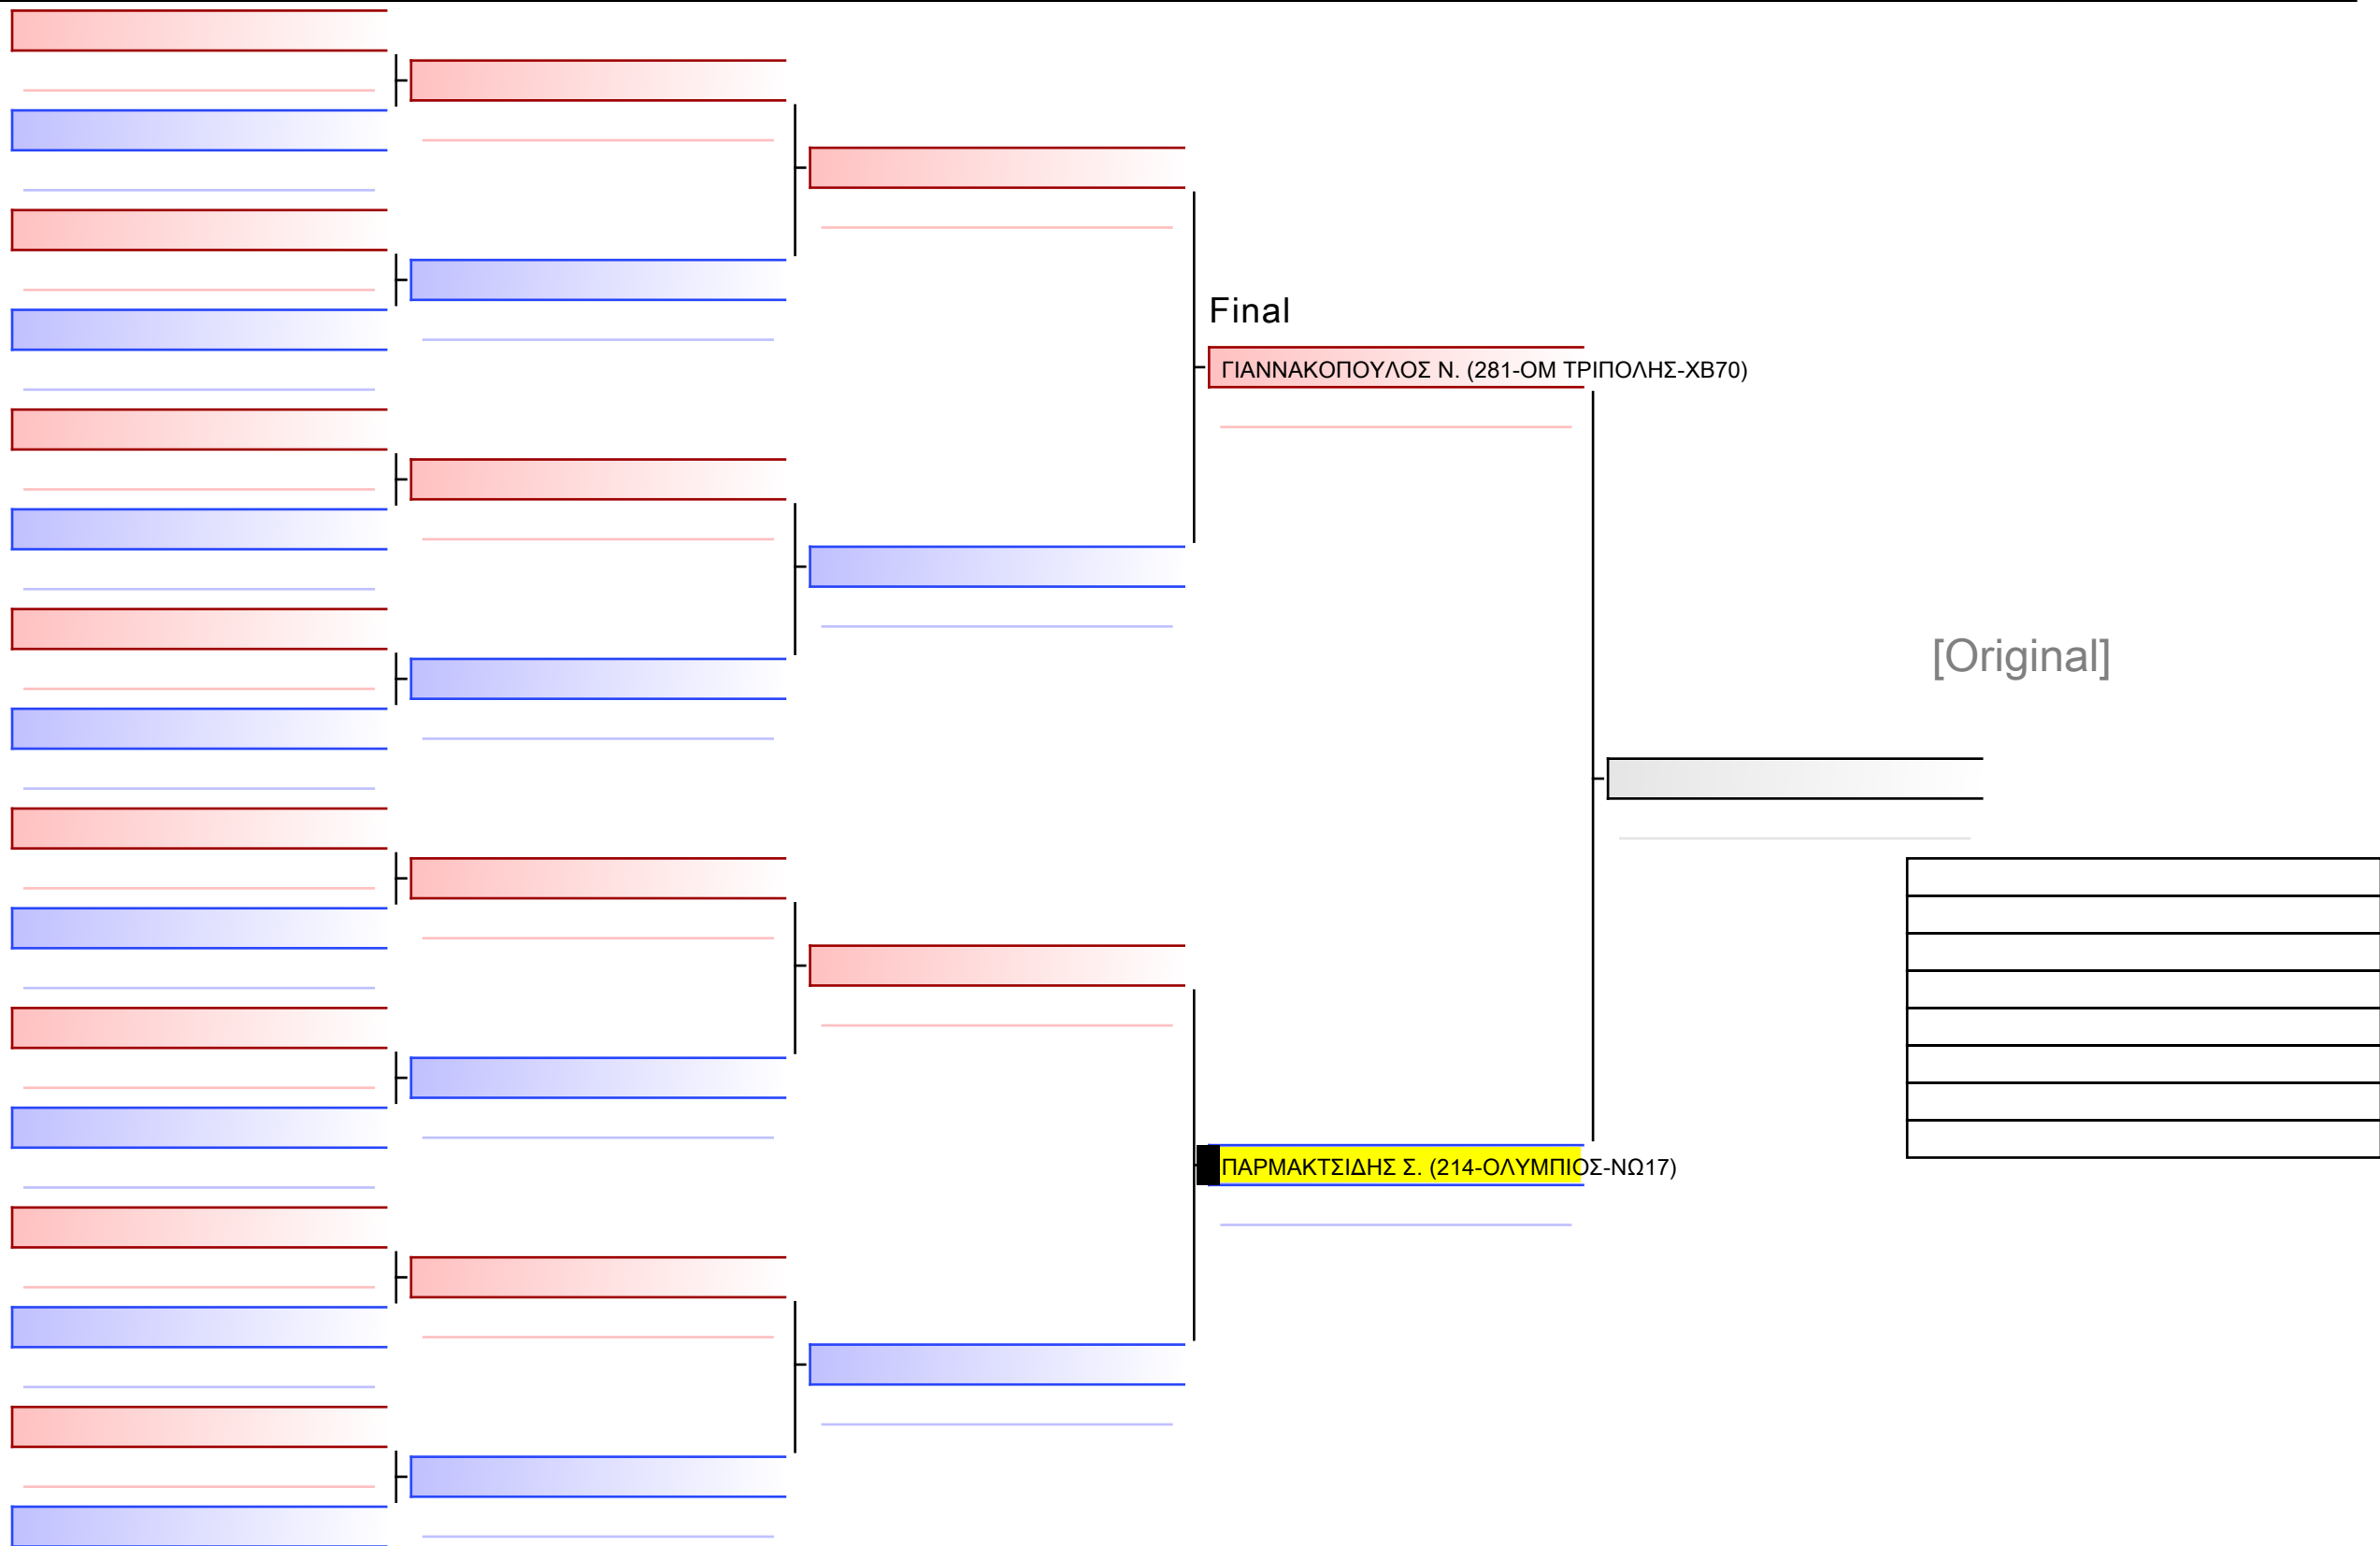 Final
ΓΙΑΝΝΑΚΟΠΟΥΛΟΣ Ν. (281-ΟΜ ΤΡΙΠΟΛΗΣ-ΧΒ70)
[Original]
ΠΑΡΜΑΚΤΣΙΔΗΣ Σ. (214-ΟΛΥΜΠΙΟΣ-ΝΩ17)